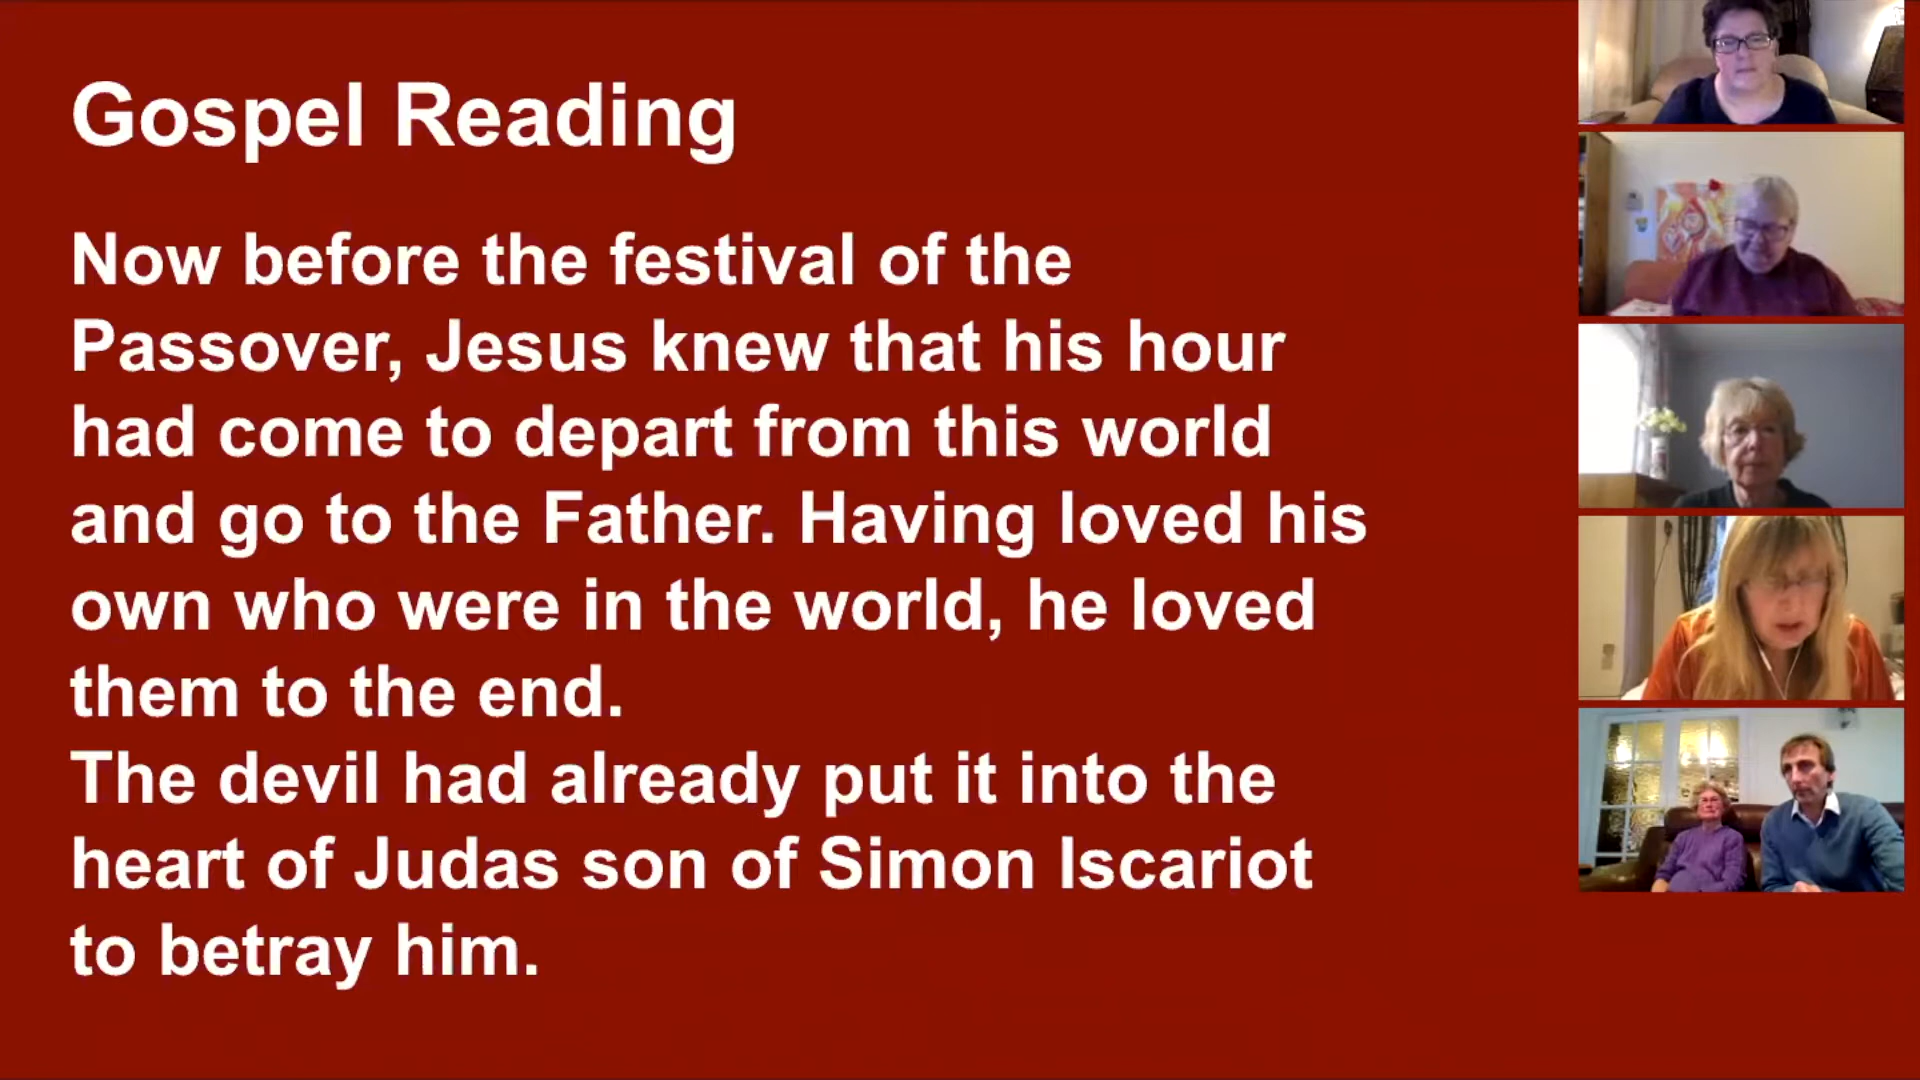 Gospel Reading
Now before the festival of the
Passover, Jesus knew that his hour
had come to depart from this world
and go to the Father. Having loved his
own who were in the world, he loved
them to the end.
The devil had already put it into the
heart of Judas son of Simon Iscariot
to betray him.